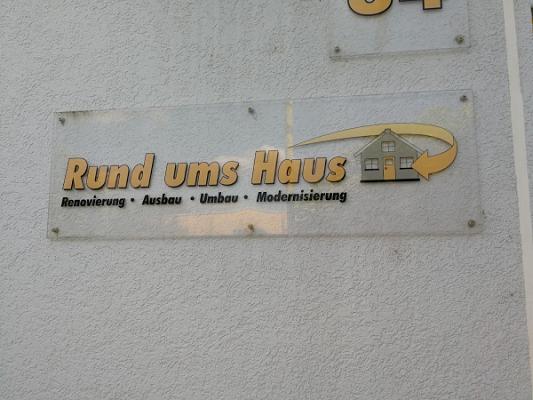 Rund ums Haus
Renovierung • Ausbau • Umbau • Modernisierung